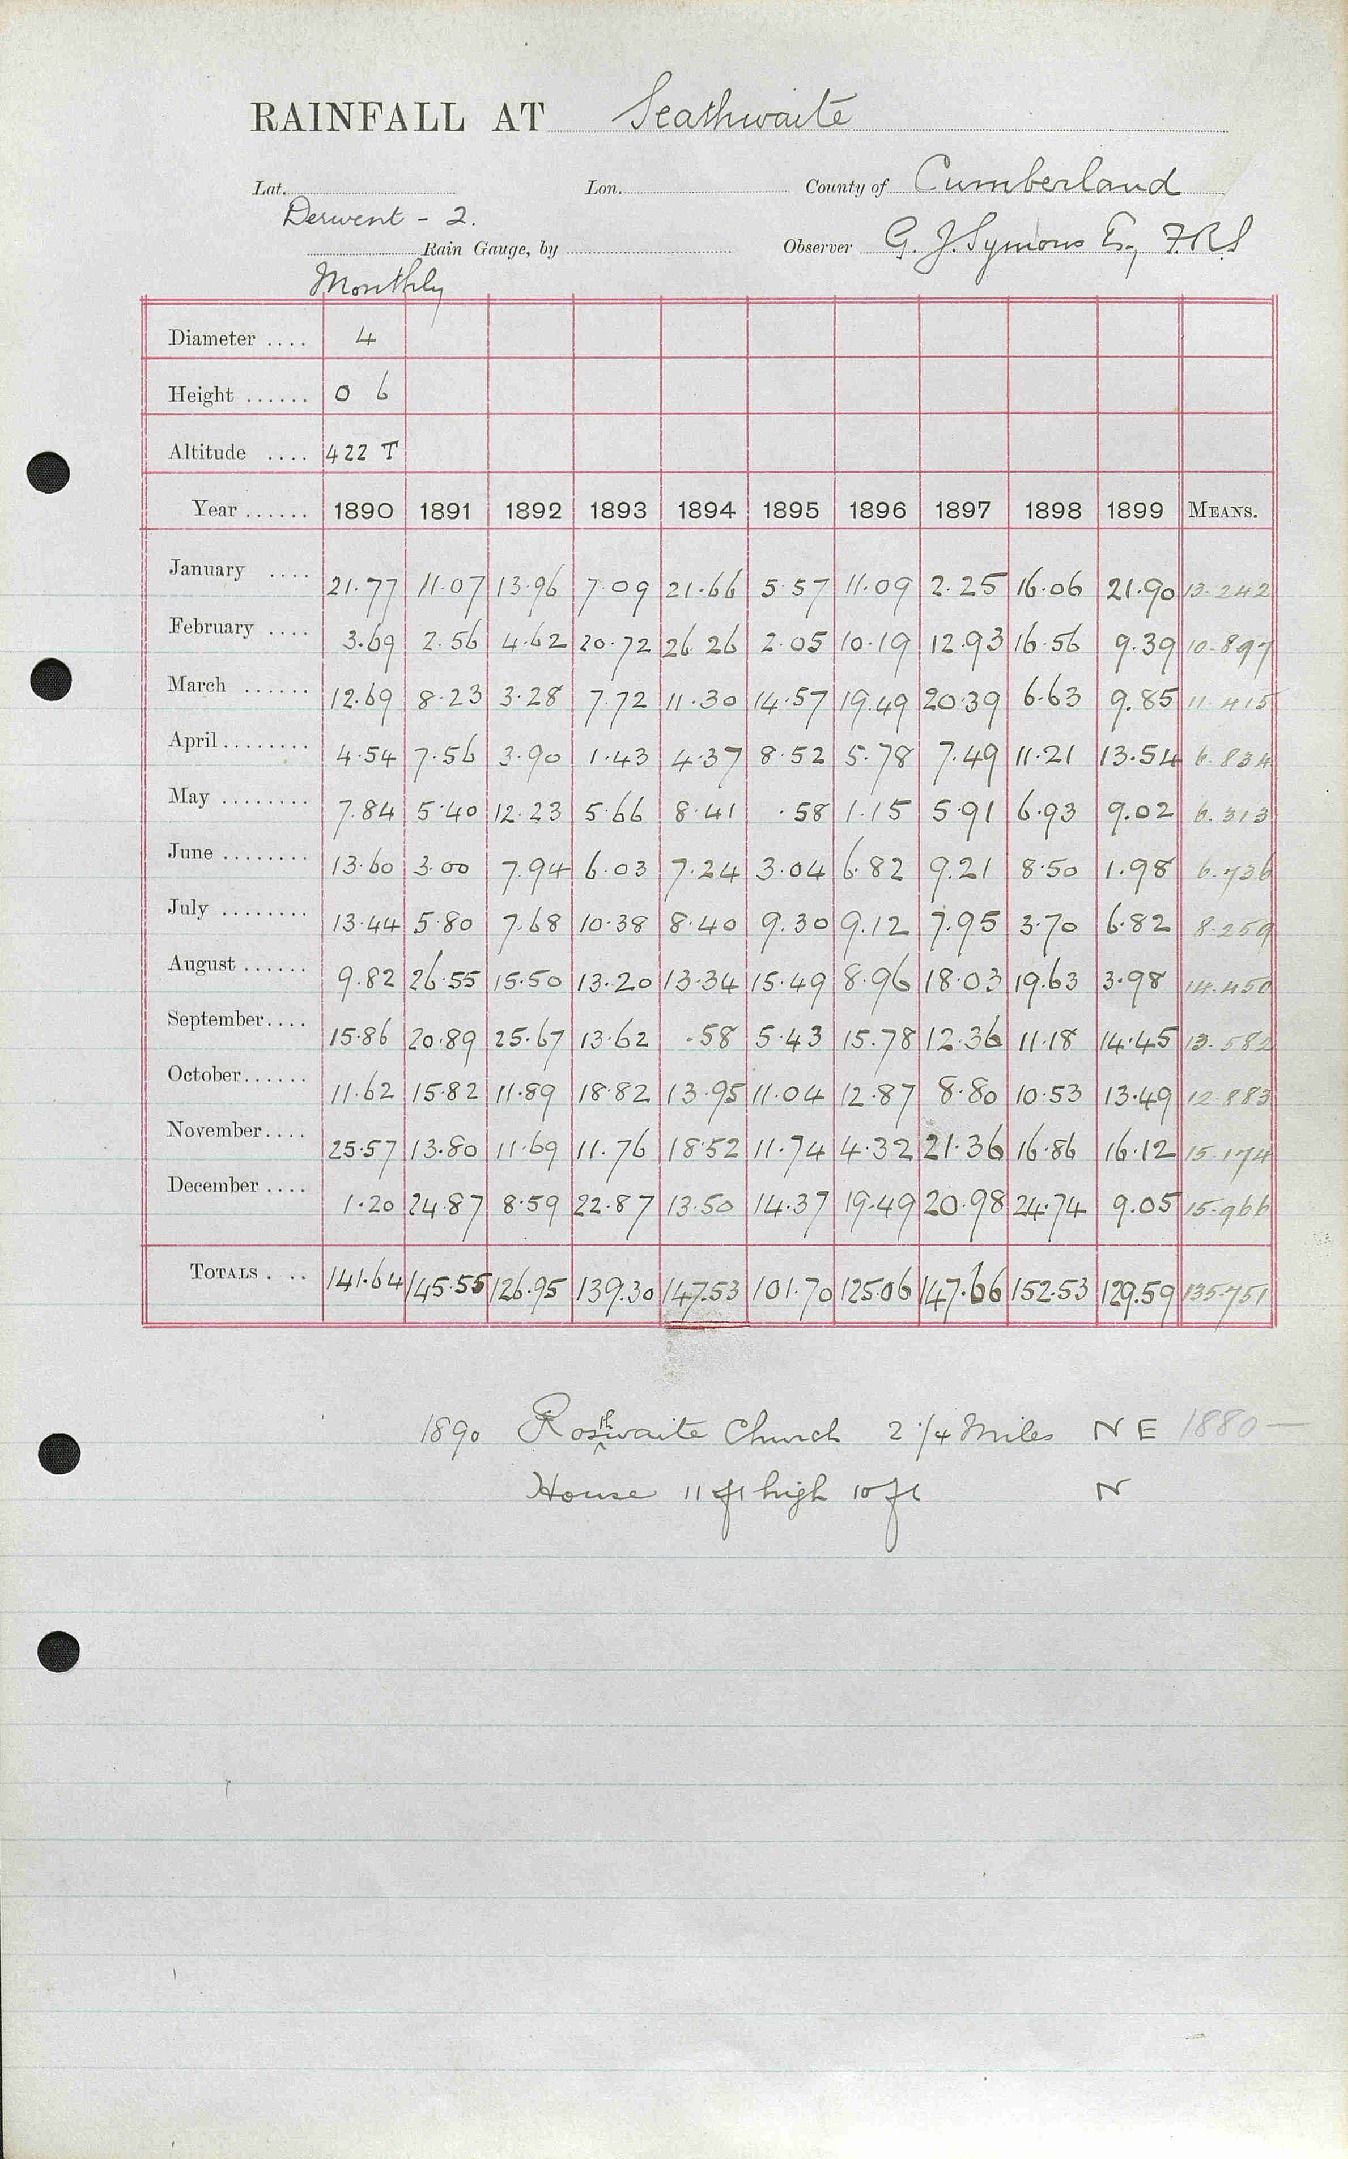 RAINFALL AT Seathwaite
Lat. Lon. County of Cumberland
Derwent - 2.
Rain Gauge, by Observer G. J. Symons Esq FRS
Monthly
Diameter .... 4
Height ...... 0 6
Altitude .... 422 T
Year ...... 1890 1891 1892 1893 1894 1895 1896 1897 1898 1899 MEANS.
January .... 21.77 11.07 13.96 7.09 21.66 5.57 11.09 2.25 16.06 21.90 13.242
February .... 3.69 2.56 4.62 20.72 26.26 2.05 10.19 12.93 16.56 9.39 10.897
March ...... 12.69 8.23 3.28 7.72 11.30 14.57 19.49 20.39 6.63 9.85 11.415
April ........ 4.54 7.56 3.90 1.43 4.37 8.52 5.78 7.49 11.21 13.54 6.834
May ........ 7.84 5.40 12.23 5.66 8.41 .58 1.15 5.91 6.93 9.02 6.313
June ........ 13.60 3.00 7.94 6.03 7.24 3.04 6.82 9.21 8.50 1.98 6.736
July ........ 13.44 5.80 7.68 10.38 8.40 9.30 9.12 7.95 3.70 6.82 8.259
August ...... 9.82 26.55 15.50 13.20 13.34 15.49 8.96 18.03 19.63 3.98 14.450
September .... 15.86 20.89 25.67 13.62 .58 5.43 15.78 12.36 11.18 14.45 13.582
October ...... 11.62 15.82 11.89 18.82 13.95 11.04 12.87 8.80 10.53 13.49 12.883
November .... 25.57 13.80 11.69 11.76 18.52 11.74 4.32 21.36 16.86 16.12 15.174
December .... 1.20 24.87 8.59 22.87 13.50 14.37 19.49 20.98 24.74 9.05 15.966
TOTALS . .. 141.64 145.55 126.95 139.30 147.53 101.70 125.06 147.66 152.53 129.59 135.751
1890 Rosthwaite Church 2 1/4 Miles N E 1880 —
House 11 ft high 10 ft N